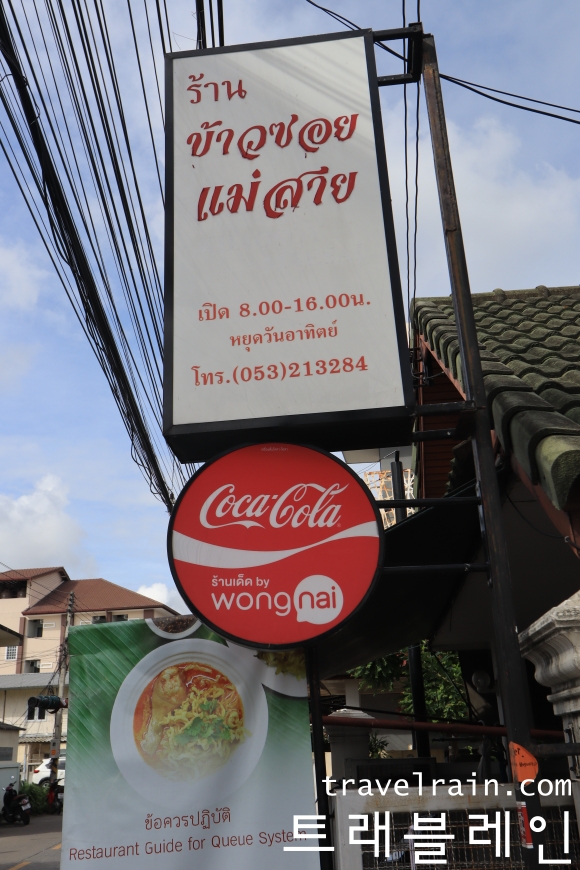 ร้าน
ข้าวซอย
แม่สาย
เปิด 8.00-16.00น.
หยุดวันอาทิตย์
โทร.(053)213284
Coca-Cola
ร้านเด็ด by
wongnai
ข้อควรปฏิบัติ
Restaurant Guide for Queue System
travelrain.com
트래블레인